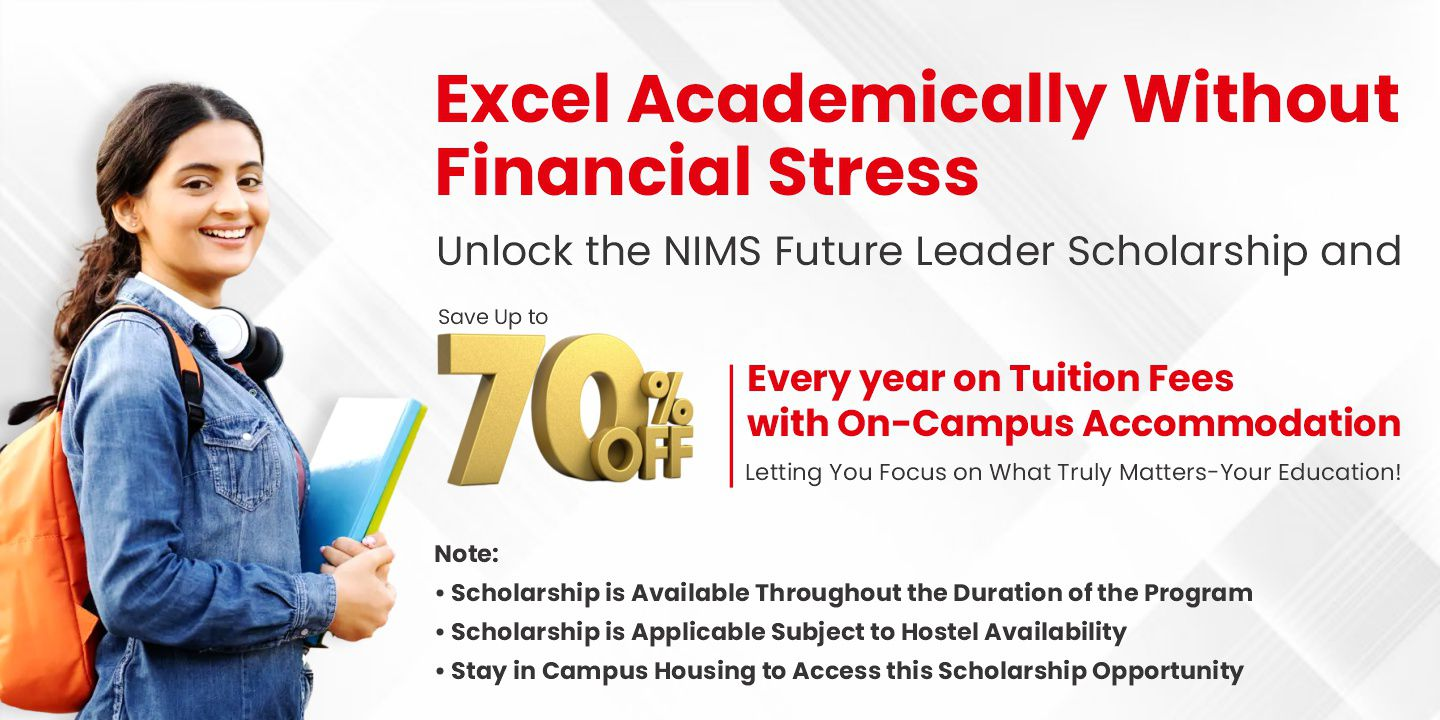 Excel Academically Without
Financial Stress
Unlock the NIMS Future Leader Scholarship and
Save Up to
70% OFF
Every year on Tuition Fees
with On-Campus Accommodation
Letting You Focus on What Truly Matters-Your Education!
Note:
• Scholarship is Available Throughout the Duration of the Program
• Scholarship is Applicable Subject to Hostel Availability
• Stay in Campus Housing to Access this Scholarship Opportunity